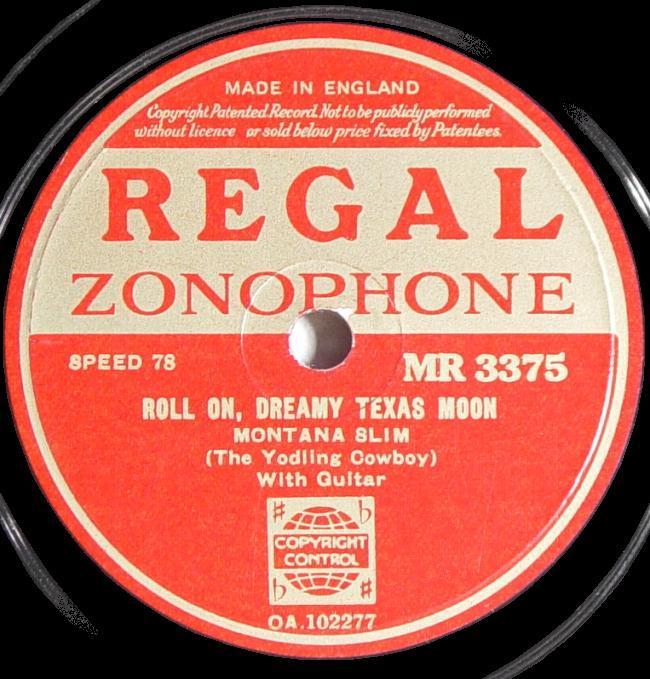 MADE IN ENGLAND
Copyright Patented Record. Not to be publicly performed
without licence or sold below price fixed by Patentees.
REGAL
ZONOPHONE
SPEED 78
MR 3375
ROLL ON, DREAMY TEXAS MOON
MONTANA SLIM
(The Yodling Cowboy)
With Guitar
COPYRIGHT
CONTROL
OA.102277